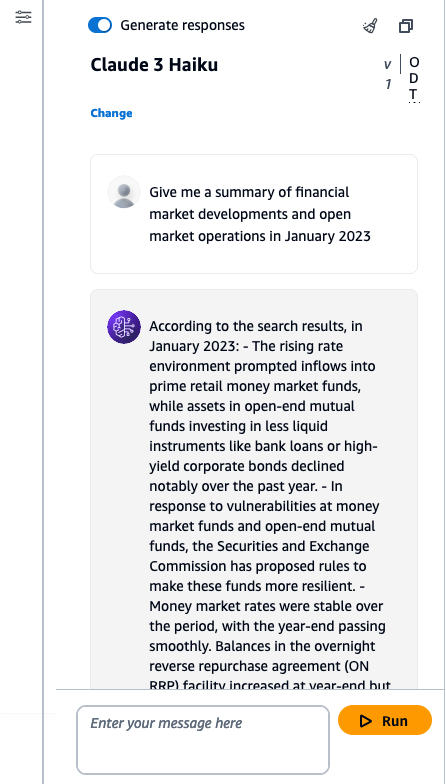 Generate responses
Claude 3 Haiku
v
1
O
D
T
Change
Give me a summary of financial
market developments and open
market operations in January 2023
According to the search results, in
January 2023: - The rising rate
environment prompted inflows into
prime retail money market funds,
while assets in open-end mutual
funds investing in less liquid
instruments like bank loans or high-
yield corporate bonds declined
notably over the past year. - In
response to vulnerabilities at money
market funds and open-end mutual
funds, the Securities and Exchange
Commission has proposed rules to
make these funds more resilient. -
Money market rates were stable over
the period, with the year-end passing
smoothly. Balances in the overnight
reverse repurchase agreement (ON
RRP) facility increased at year-end but
Enter your message here
Run